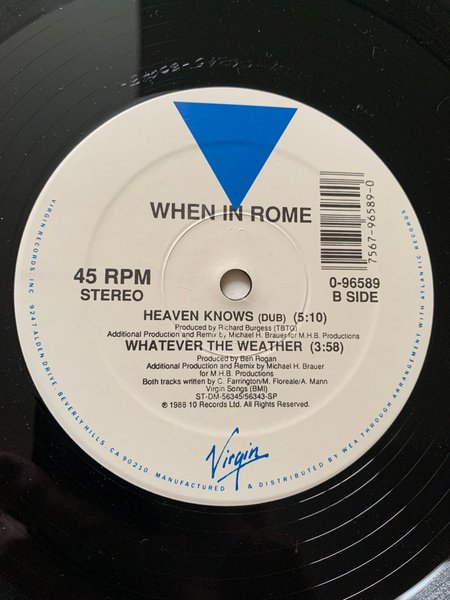 WHEN IN ROME
7567-96589-0
45 RPM
STEREO
0-96589
B SIDE
HEAVEN KNOWS (DUB) (5:10)
Produced by Richard Burgess (TBTG)
Additional Production and Remix by Michael H. Brauer for M.H.B. Productions
WHATEVER THE WEATHER (3:58)
Produced by Ben Rogan
Additional Production and Remix by Michael H. Brauer
for M.H.B. Productions
Both tracks written by C. Farrington/M. Floreale/A. Mann
Virgin Songs (BMI)
ST-DM-56345/56343-SP
℗ 1988 10 Records Ltd. All Rights Reserved.
Virgin
VIRGIN RECORDS, INC. 9247 ALDEN DRIVE, BEVERLY HILLS, CA 90210. MANUFACTURED & DISTRIBUTED BY WEA THROUGH ARRANGEMENT WITH ATLANTIC RECORDS